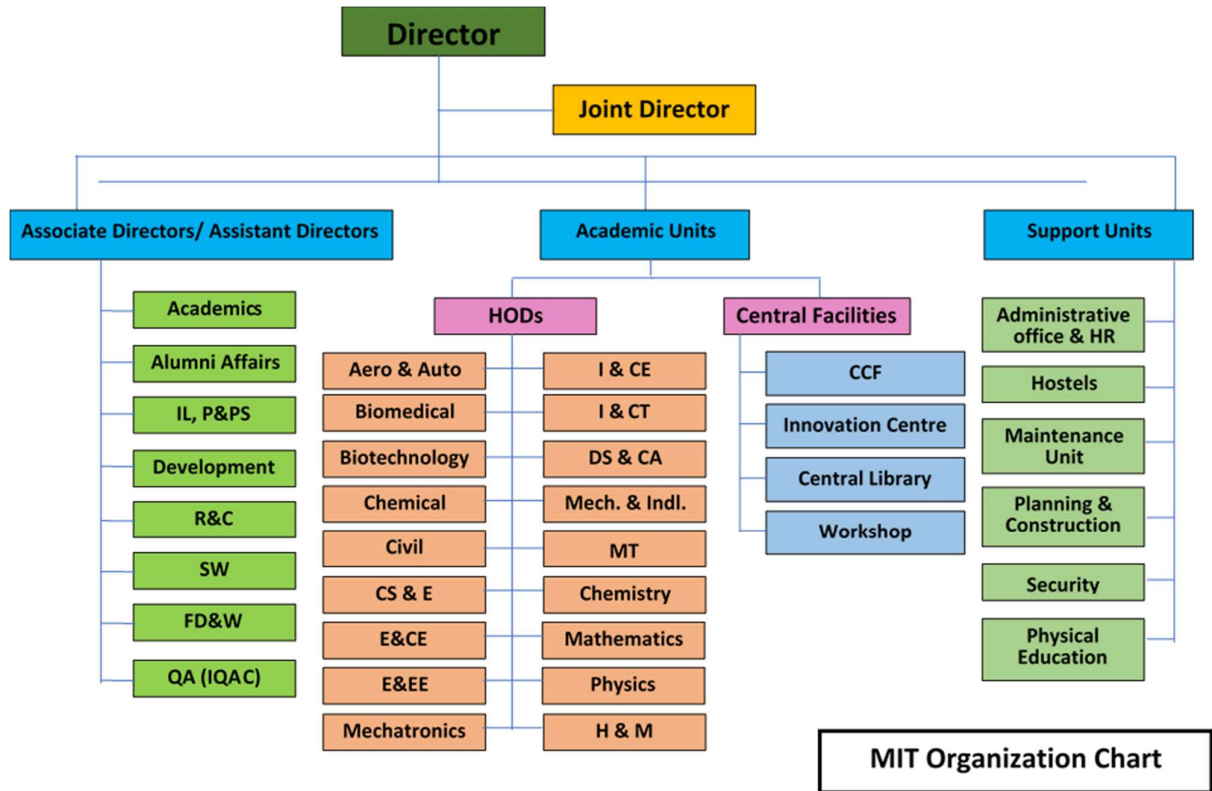 Director
Joint Director
Associate Directors/ Assistant Directors
Academics
Alumni Affairs
IL, P&PS
Development
R&C
SW
FD&W
QA (IQAC)
Academic Units
HODs
Aero & Auto
Biomedical
Biotechnology
Chemical
Civil
CS & E
E&CE
E&EE
Mechatronics
I & CE
I & CT
DS & CA
Mech. & Indl.
MT
Chemistry
Mathematics
Physics
H & M
Central Facilities
CCF
Innovation Centre
Central Library
Workshop
Support Units
Administrative
office & HR
Hostels
Maintenance
Unit
Planning &
Construction
Security
Physical
Education
MIT Organization Chart